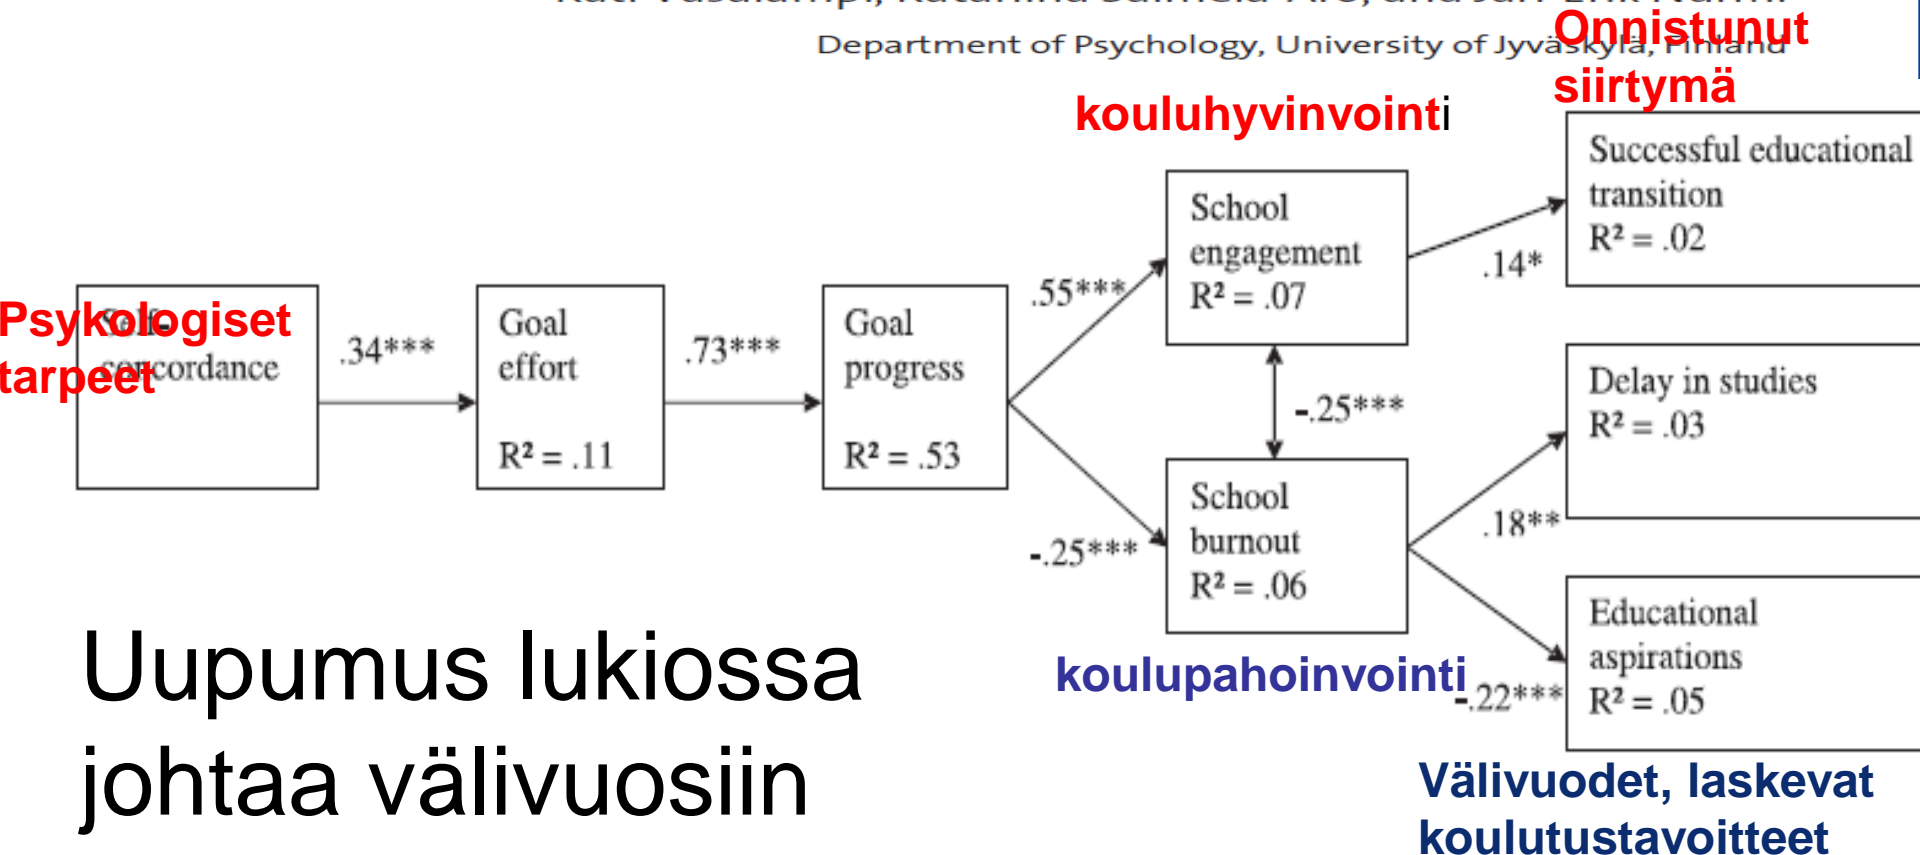 Department of Psychology, University of Jyväskylä, Finland
Onnistunut
siirtymä
kouluhyvinvointi
Successful educational
transition
R² = .02
School
engagement
R² = .07
.14*
.55***
Psykologiset
tarpeet
Self-
concordance
.34***
Goal
effort
R² = .11
.73***
Goal
progress
R² = .53
-.25***
Delay in studies
R² = .03
School
burnout
R² = .06
-.25***
.18**
Educational
aspirations
R² = .05
-.22***
koulupahoinvointi
Uupumus lukiossa
johtaa välivuosiin
Välivuodet, laskevat
koulutustavoitteet